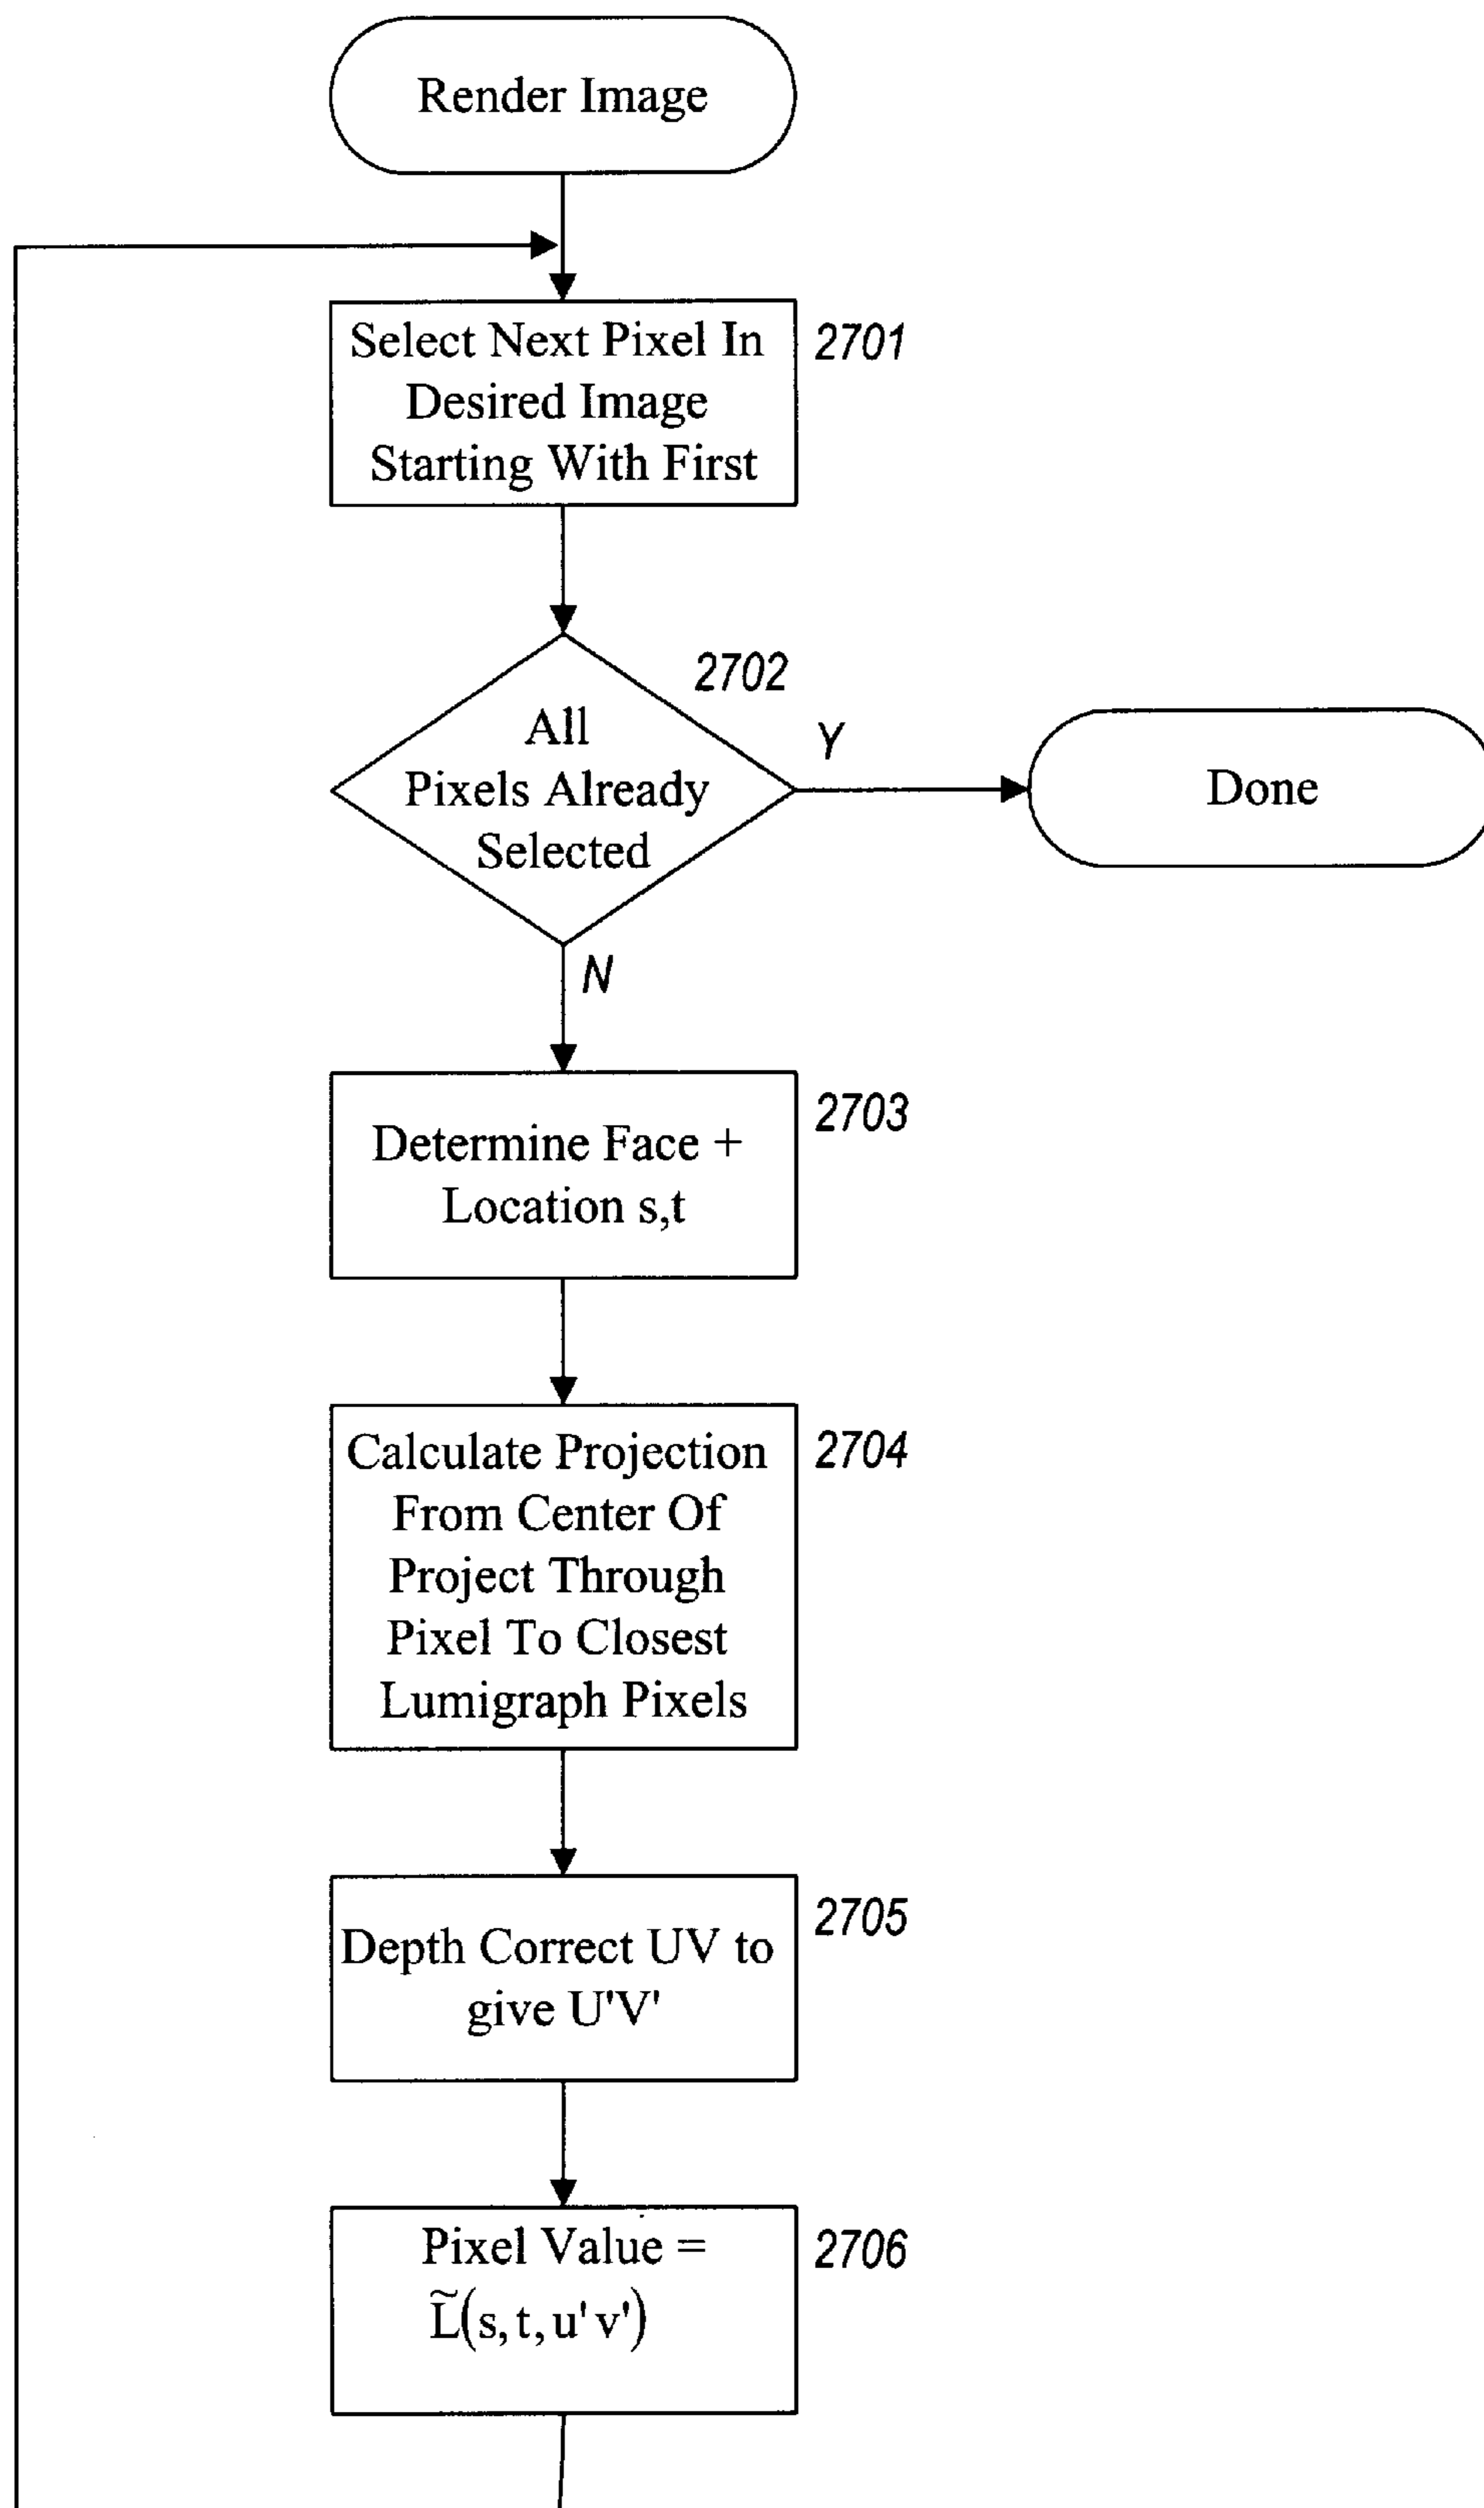 Render Image
Select Next Pixel In
Desired Image
Starting With First
2701
2702
All
Pixels Already
Selected
Y
Done
N
Determine Face +
Location s,t
2703
Calculate Projection
From Center Of
Project Through
Pixel To Closest
Lumigraph Pixels
2704
Depth Correct UV to
give U'V'
2705
Pixel Value =
L̃(s, t, u' v')
2706